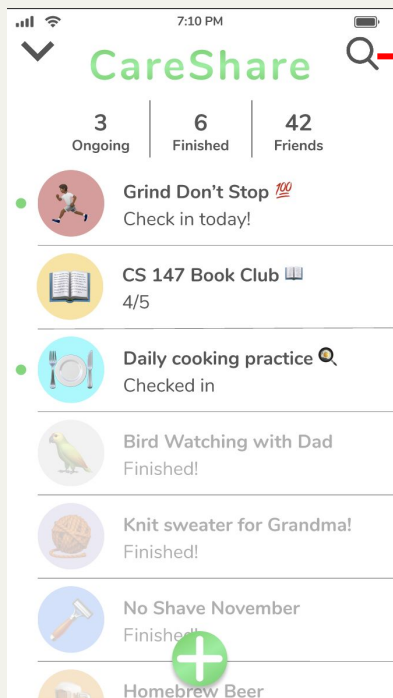 7:10 PM
CareShare
3 6 42
Ongoing Finished Friends
Grind Don't Stop 💯
Check in today!
CS 147 Book Club 📖
4/5
Daily cooking practice 🍳
Checked in
Bird Watching with Dad
Finished!
Knit sweater for Grandma!
Finished!
No Shave November
Finished!
Homebrew Beer